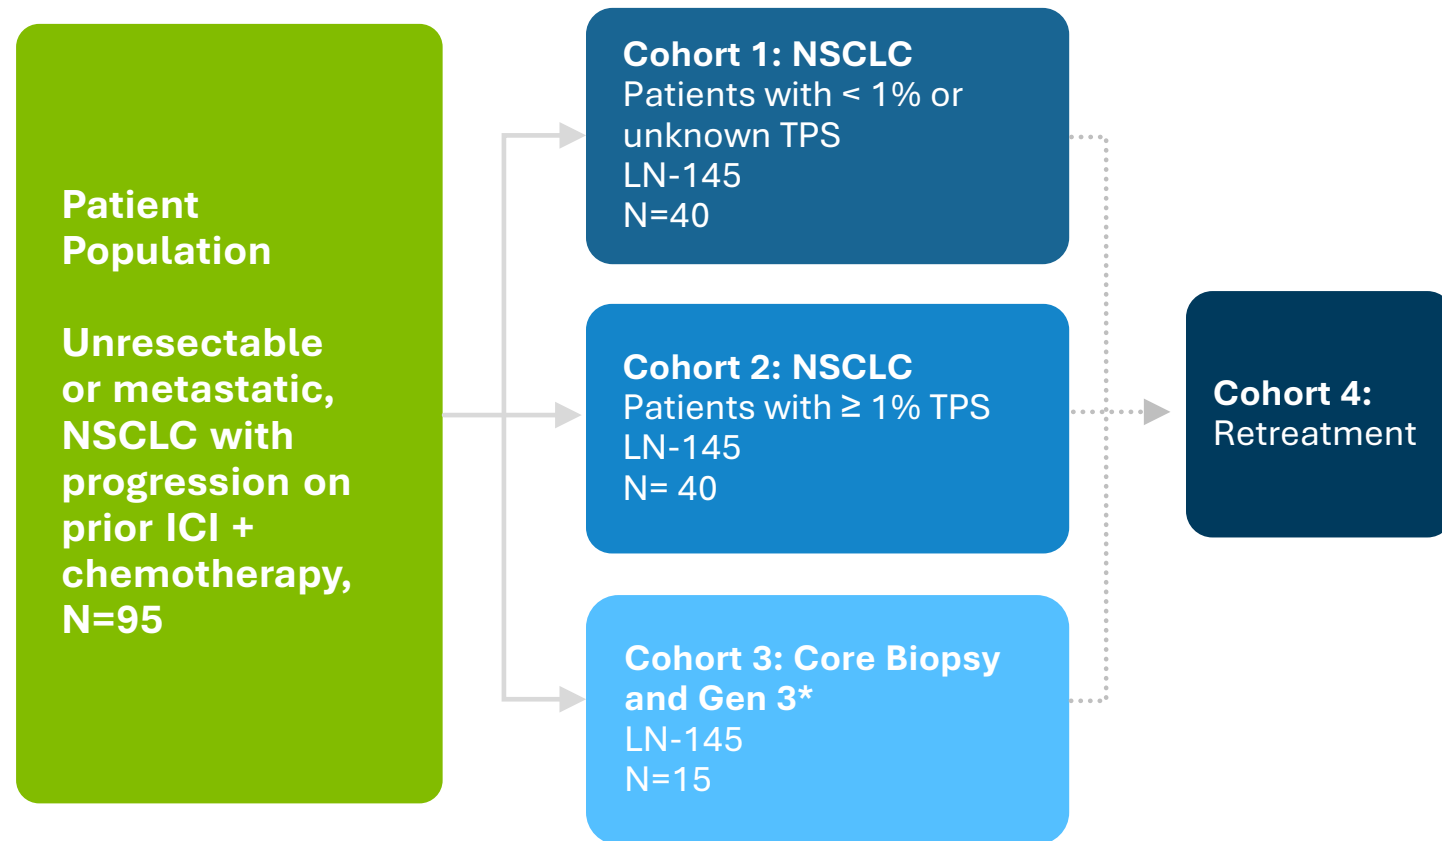 Patient
Population
Unresectable
or metastatic,
NSCLC with
progression on
prior ICI +
chemotherapy,
N=95
Cohort 1: NSCLC
Patients with < 1% or
unknown TPS
LN-145
N=40
Cohort 2: NSCLC
Patients with ≥ 1% TPS
LN-145
N= 40
Cohort 3: Core Biopsy
and Gen 3*
LN-145
N=15
Cohort 4:
Retreatment